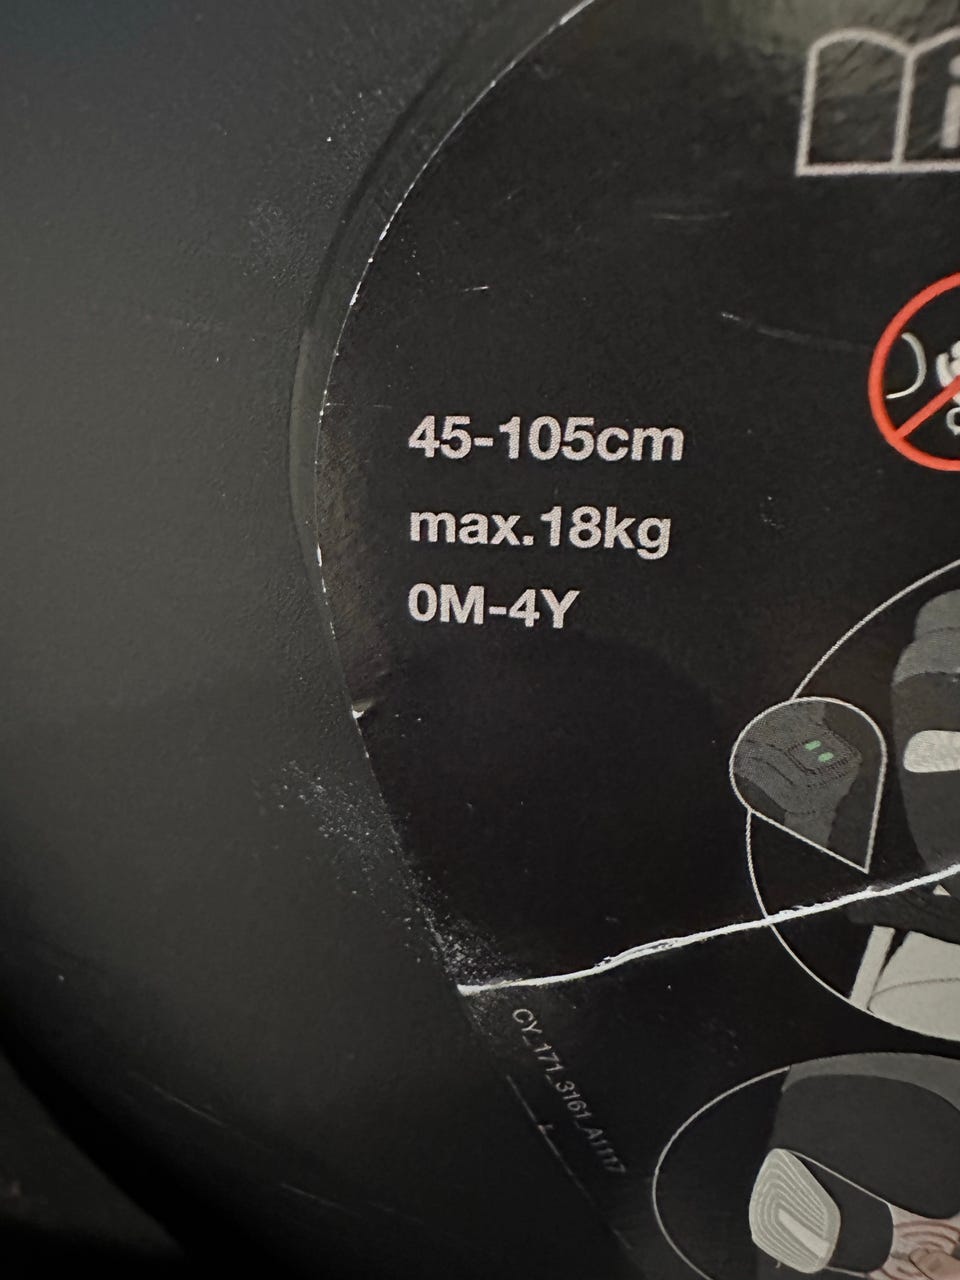 i
45-105cm
max.18kg
0M-4Y
CY_171_3161_A1117